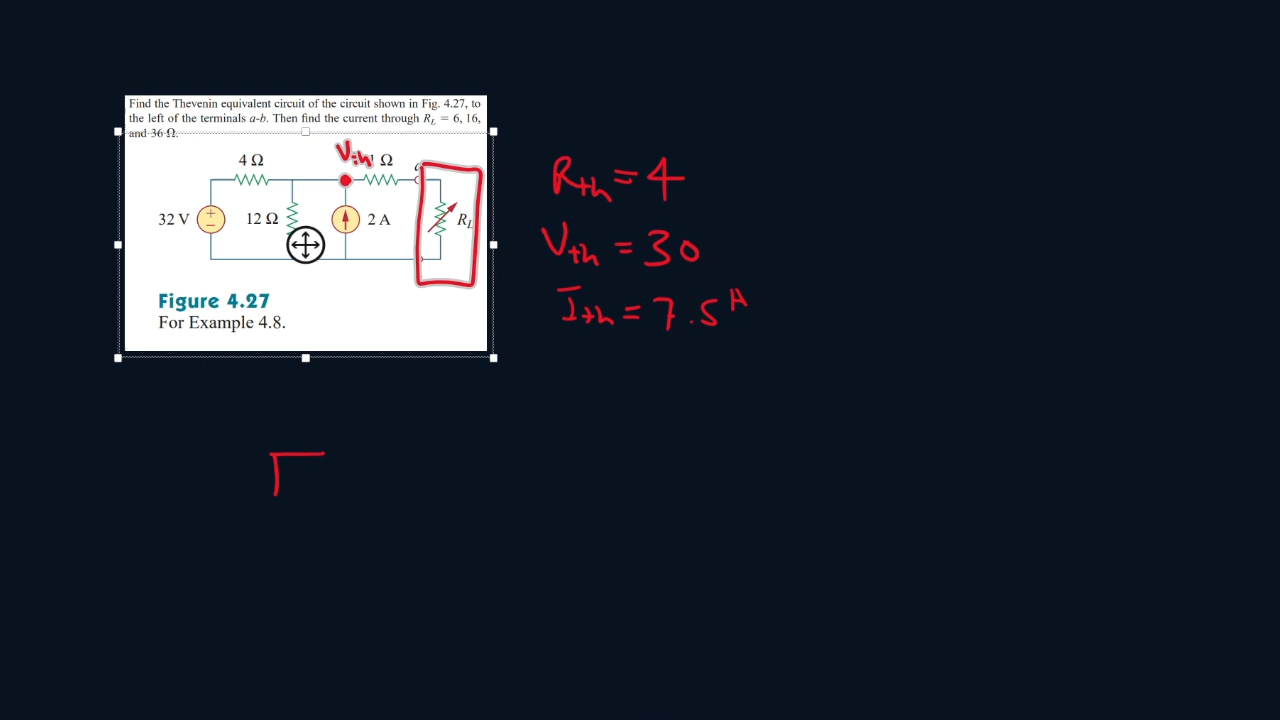 Find the Thevenin equivalent circuit of the circuit shown in Fig. 4.27, to
the left of the terminals a-b. Then find the current through R_L = 6, 16,
and 36 Ω.
4 Ω
Vth
Ω
32 V
12 Ω
2 A
R_L
Figure 4.27
For Example 4.8.
Rth = 4
Vth = 30
Ith = 7.5 A